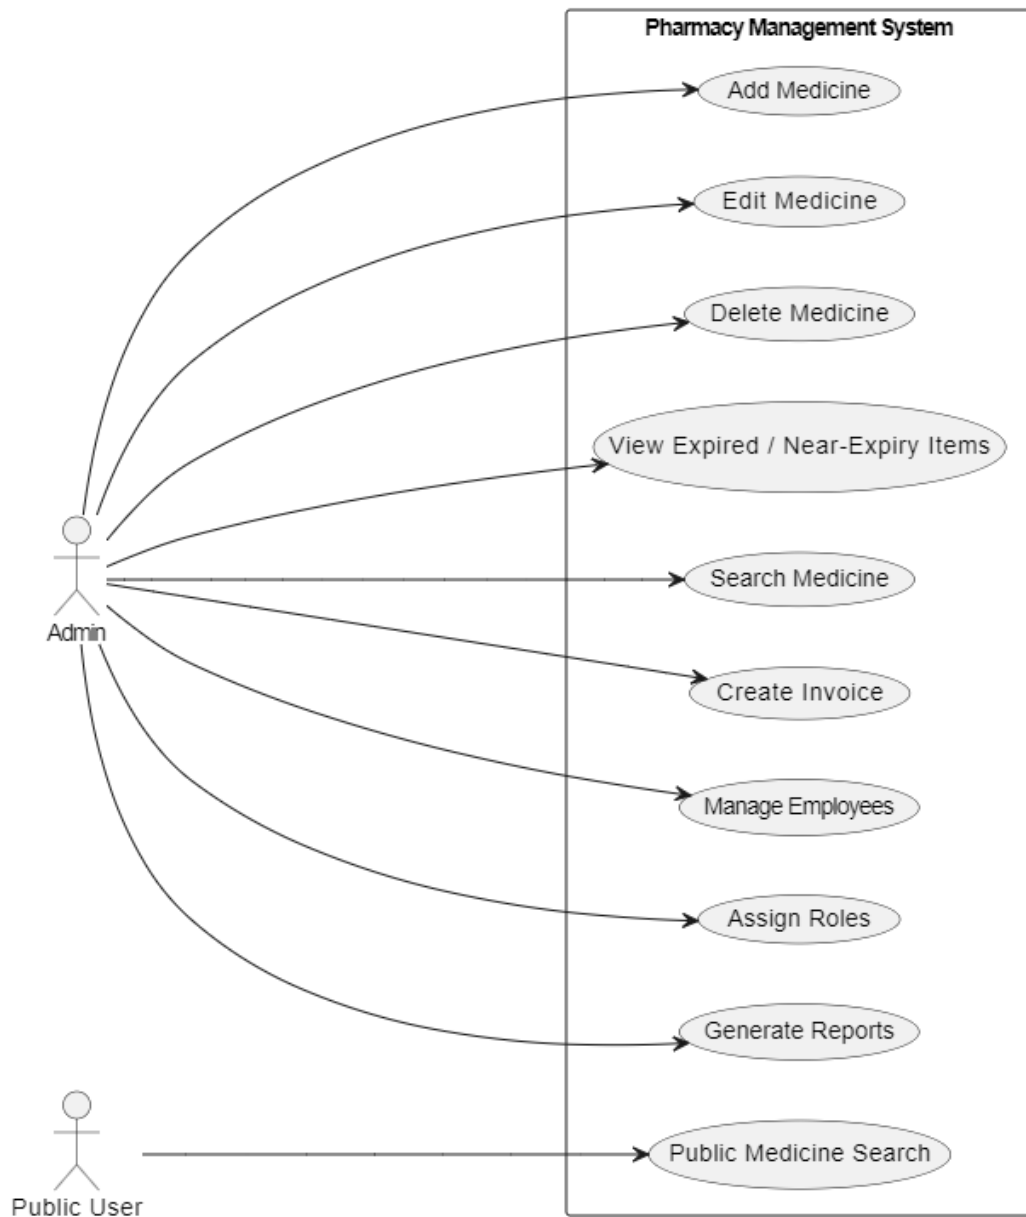 Pharmacy Management System
Add Medicine
Edit Medicine
Delete Medicine
View Expired / Near-Expiry Items
Search Medicine
Admin
Create Invoice
Manage Employees
Assign Roles
Generate Reports
Public Medicine Search
Public User